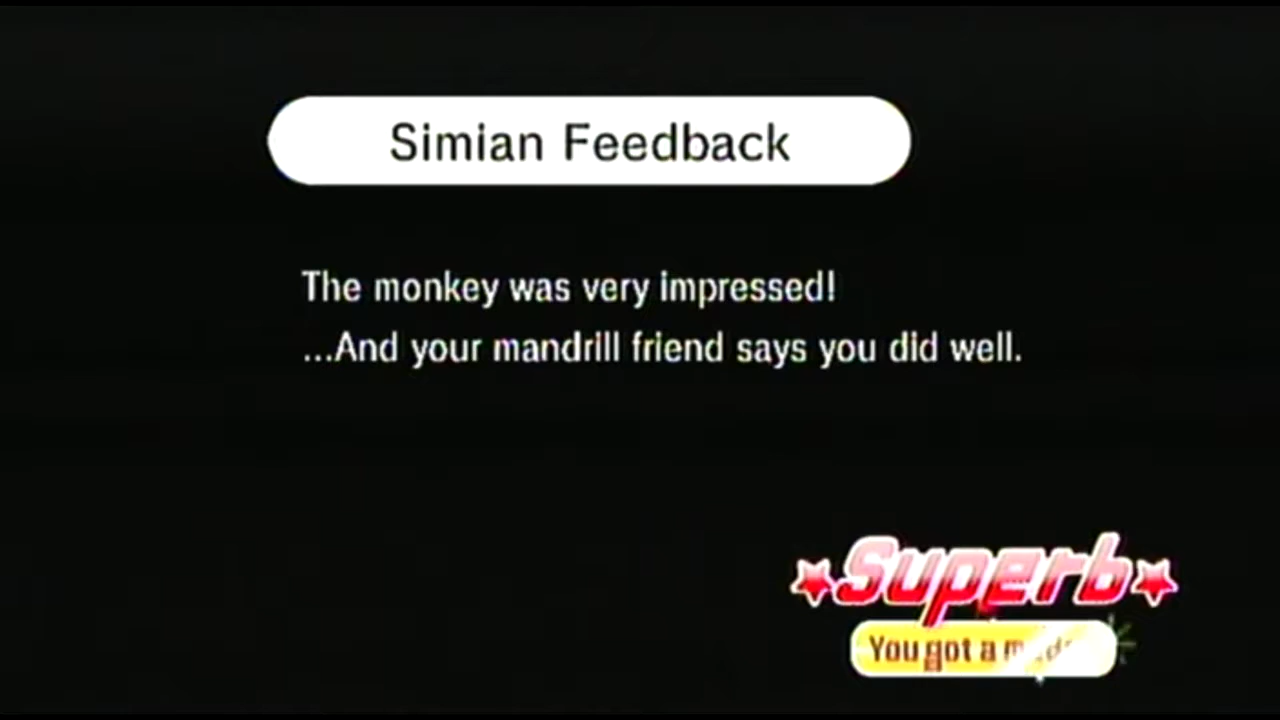 Simian Feedback
The monkey was very impressed!
...And your mandrill friend says you did well.
Superb
You got a